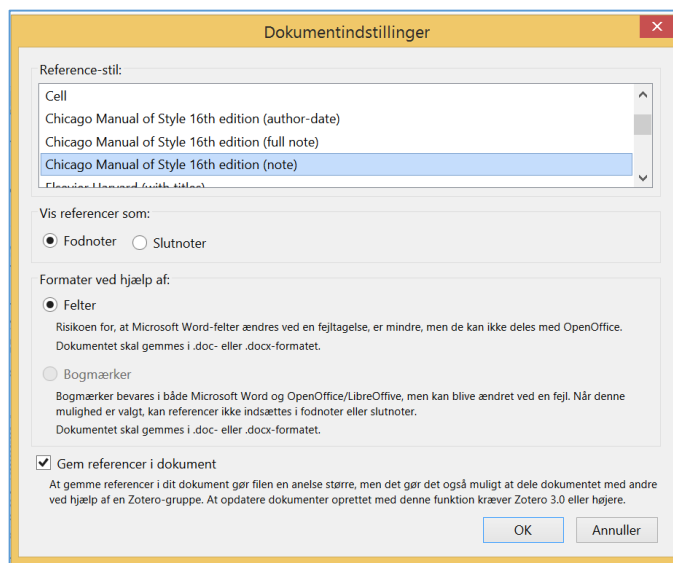 Dokumentindstillinger
Reference-stil:
Cell
Chicago Manual of Style 16th edition (author-date)
Chicago Manual of Style 16th edition (full note)
Chicago Manual of Style 16th edition (note)
Elsevier Harvard (with titles)
Vis referencer som:
Fodnoter
Slutnoter
Formater ved hjælp af:
Felter
Risikoen for, at Microsoft Word-felter ændres ved en fejltagelse, er mindre, men de kan ikke deles med OpenOffice.
Dokumentet skal gemmes i .doc- eller .docx-formatet.
Bogmærker
Bogmærker bevares i både Microsoft Word og OpenOffice/LibreOffive, men kan blive ændret ved en fejl. Når denne
mulighed er valgt, kan referencer ikke indsættes i fodnoter eller slutnoter.
Dokumentet skal gemmes i .doc- eller .docx-formatet.
Gem referencer i dokument
At gemme referencer i dit dokument gør filen en anelse større, men det gør det også muligt at dele dokumentet med andre
ved hjælp af en Zotero-gruppe. At opdatere dokumenter oprettet med denne funktion kræver Zotero 3.0 eller højere.
OK
Annuller